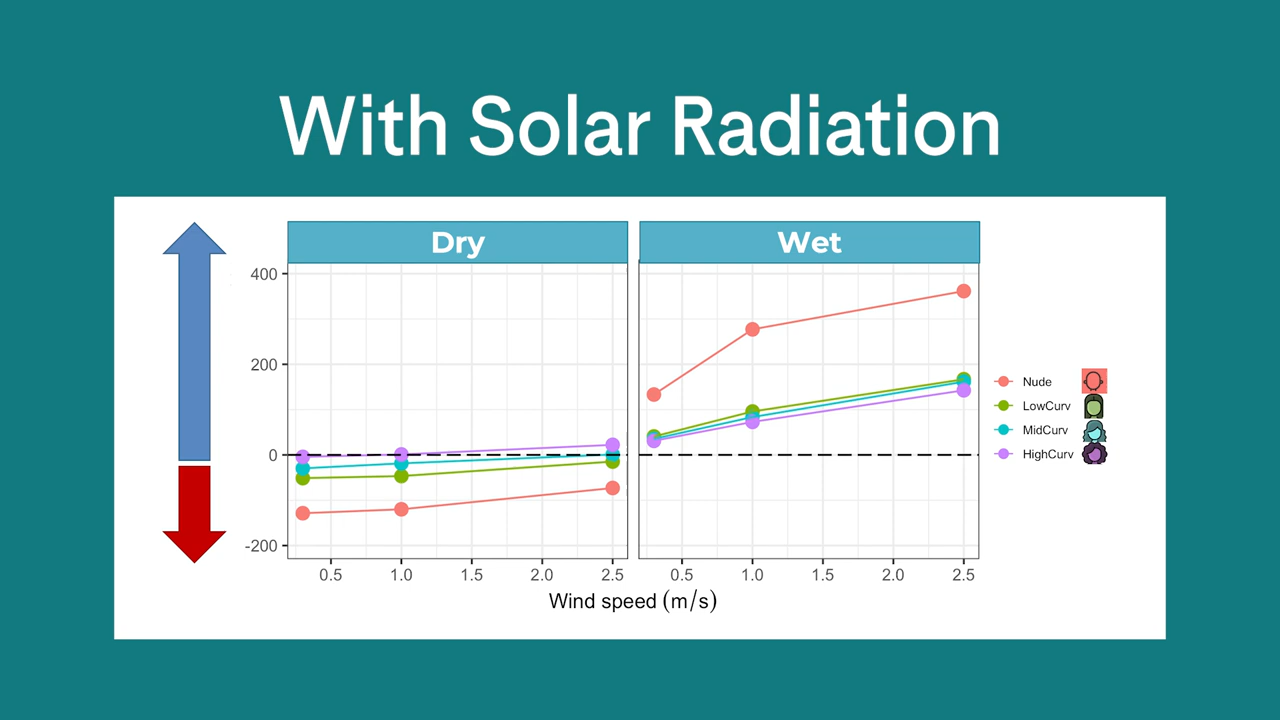 With Solar Radiation
Dry
Wet
400
200
0
-200
0.5 1.0 1.5 2.0 2.5
0.5 1.0 1.5 2.0 2.5
Wind speed (m/s)
Nude
LowCurv
MidCurv
HighCurv